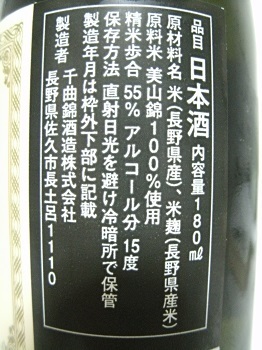 品目 日本酒 内容量180㎖
原材料名 米(長野県産)、米麹(長野県産米)
原料米 美山錦100%使用
精米歩合 55% アルコール分 15度
保存方法 直射日光を避け冷暗所で保管
製造年月は枠外下部に記載
製造者 千曲錦酒造株式会社
長野県佐久市長土呂1110